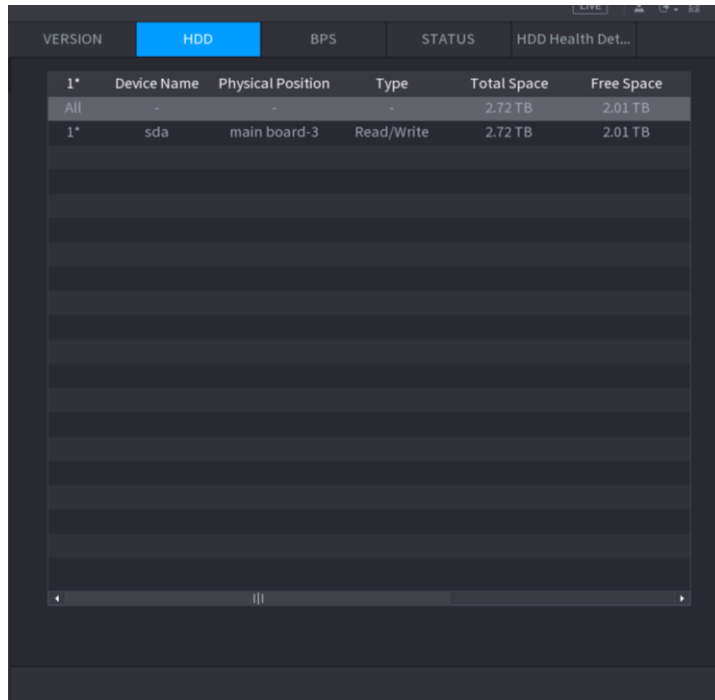 LIVE
VERSION HDD BPS STATUS HDD Health Det...
1* Device Name Physical Position Type Total Space Free Space
All - - - 2.72 TB 2.01 TB
1* sda main board-3 Read/Write 2.72 TB 2.01 TB